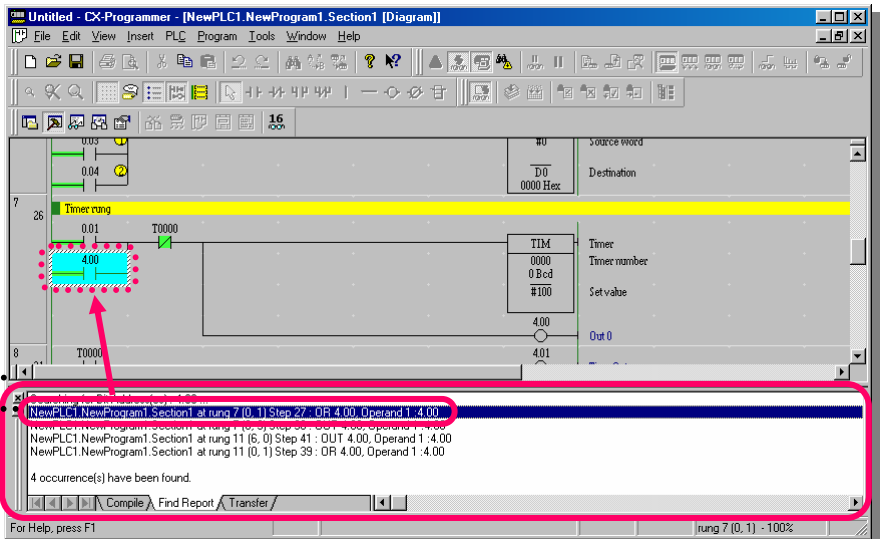 Untitled - CX-Programmer - [NewPLC1.NewProgram1.Section1 [Diagram]]
File Edit View Insert PLC Program Tools Window Help
16
0.03 1 #0 Source word
0.04 2 D0 Destination
0000 Hex
7
26 Timer rung
0.01 T0000
TIM Timer
4.00 0000 Timer number
0 Bcd
#100 Set value
4.00
Out 0
8 T0000 4.01
NewPLC1.NewProgram1.Section1 at rung 7 (0, 1) Step 27 : OR 4.00, Operand 1 :4.00
NewPLC1.NewProgram1.Section1 at rung 11 (6, 0) Step 41 : OUT 4.00, Operand 1 :4.00
NewPLC1.NewProgram1.Section1 at rung 11 (0, 1) Step 39 : OR 4.00, Operand 1 :4.00
4 occurrence(s) have been found.
Compile Find Report Transfer
For Help, press F1 rung 7 (0, 1) - 100%